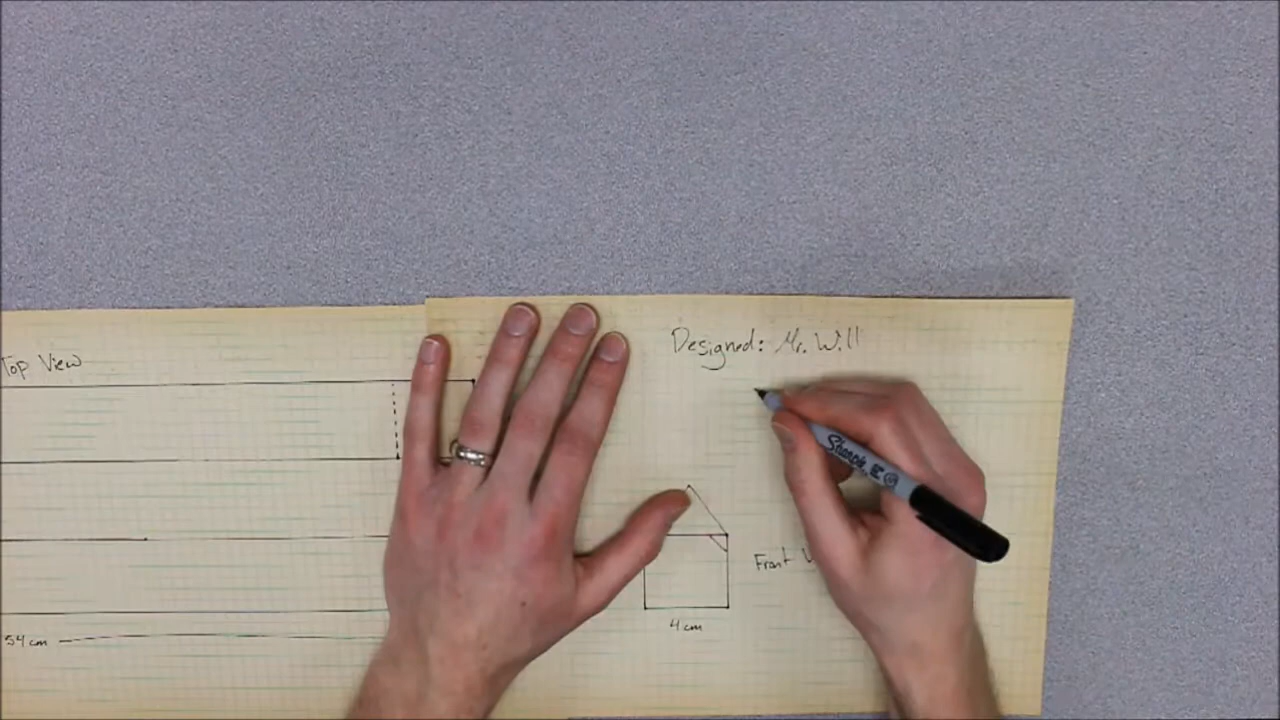 Designed: Mr. Will
Top View
Sharpie
Front
54 cm
4 cm